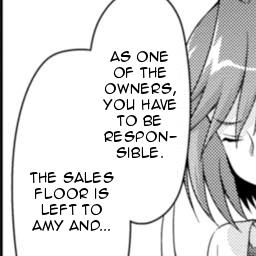 AS ONE
OF THE
OWNERS,
YOU HAVE
TO BE
RESPON-
SIBLE.
THE SALES
FLOOR IS
LEFT TO
AMY AND...